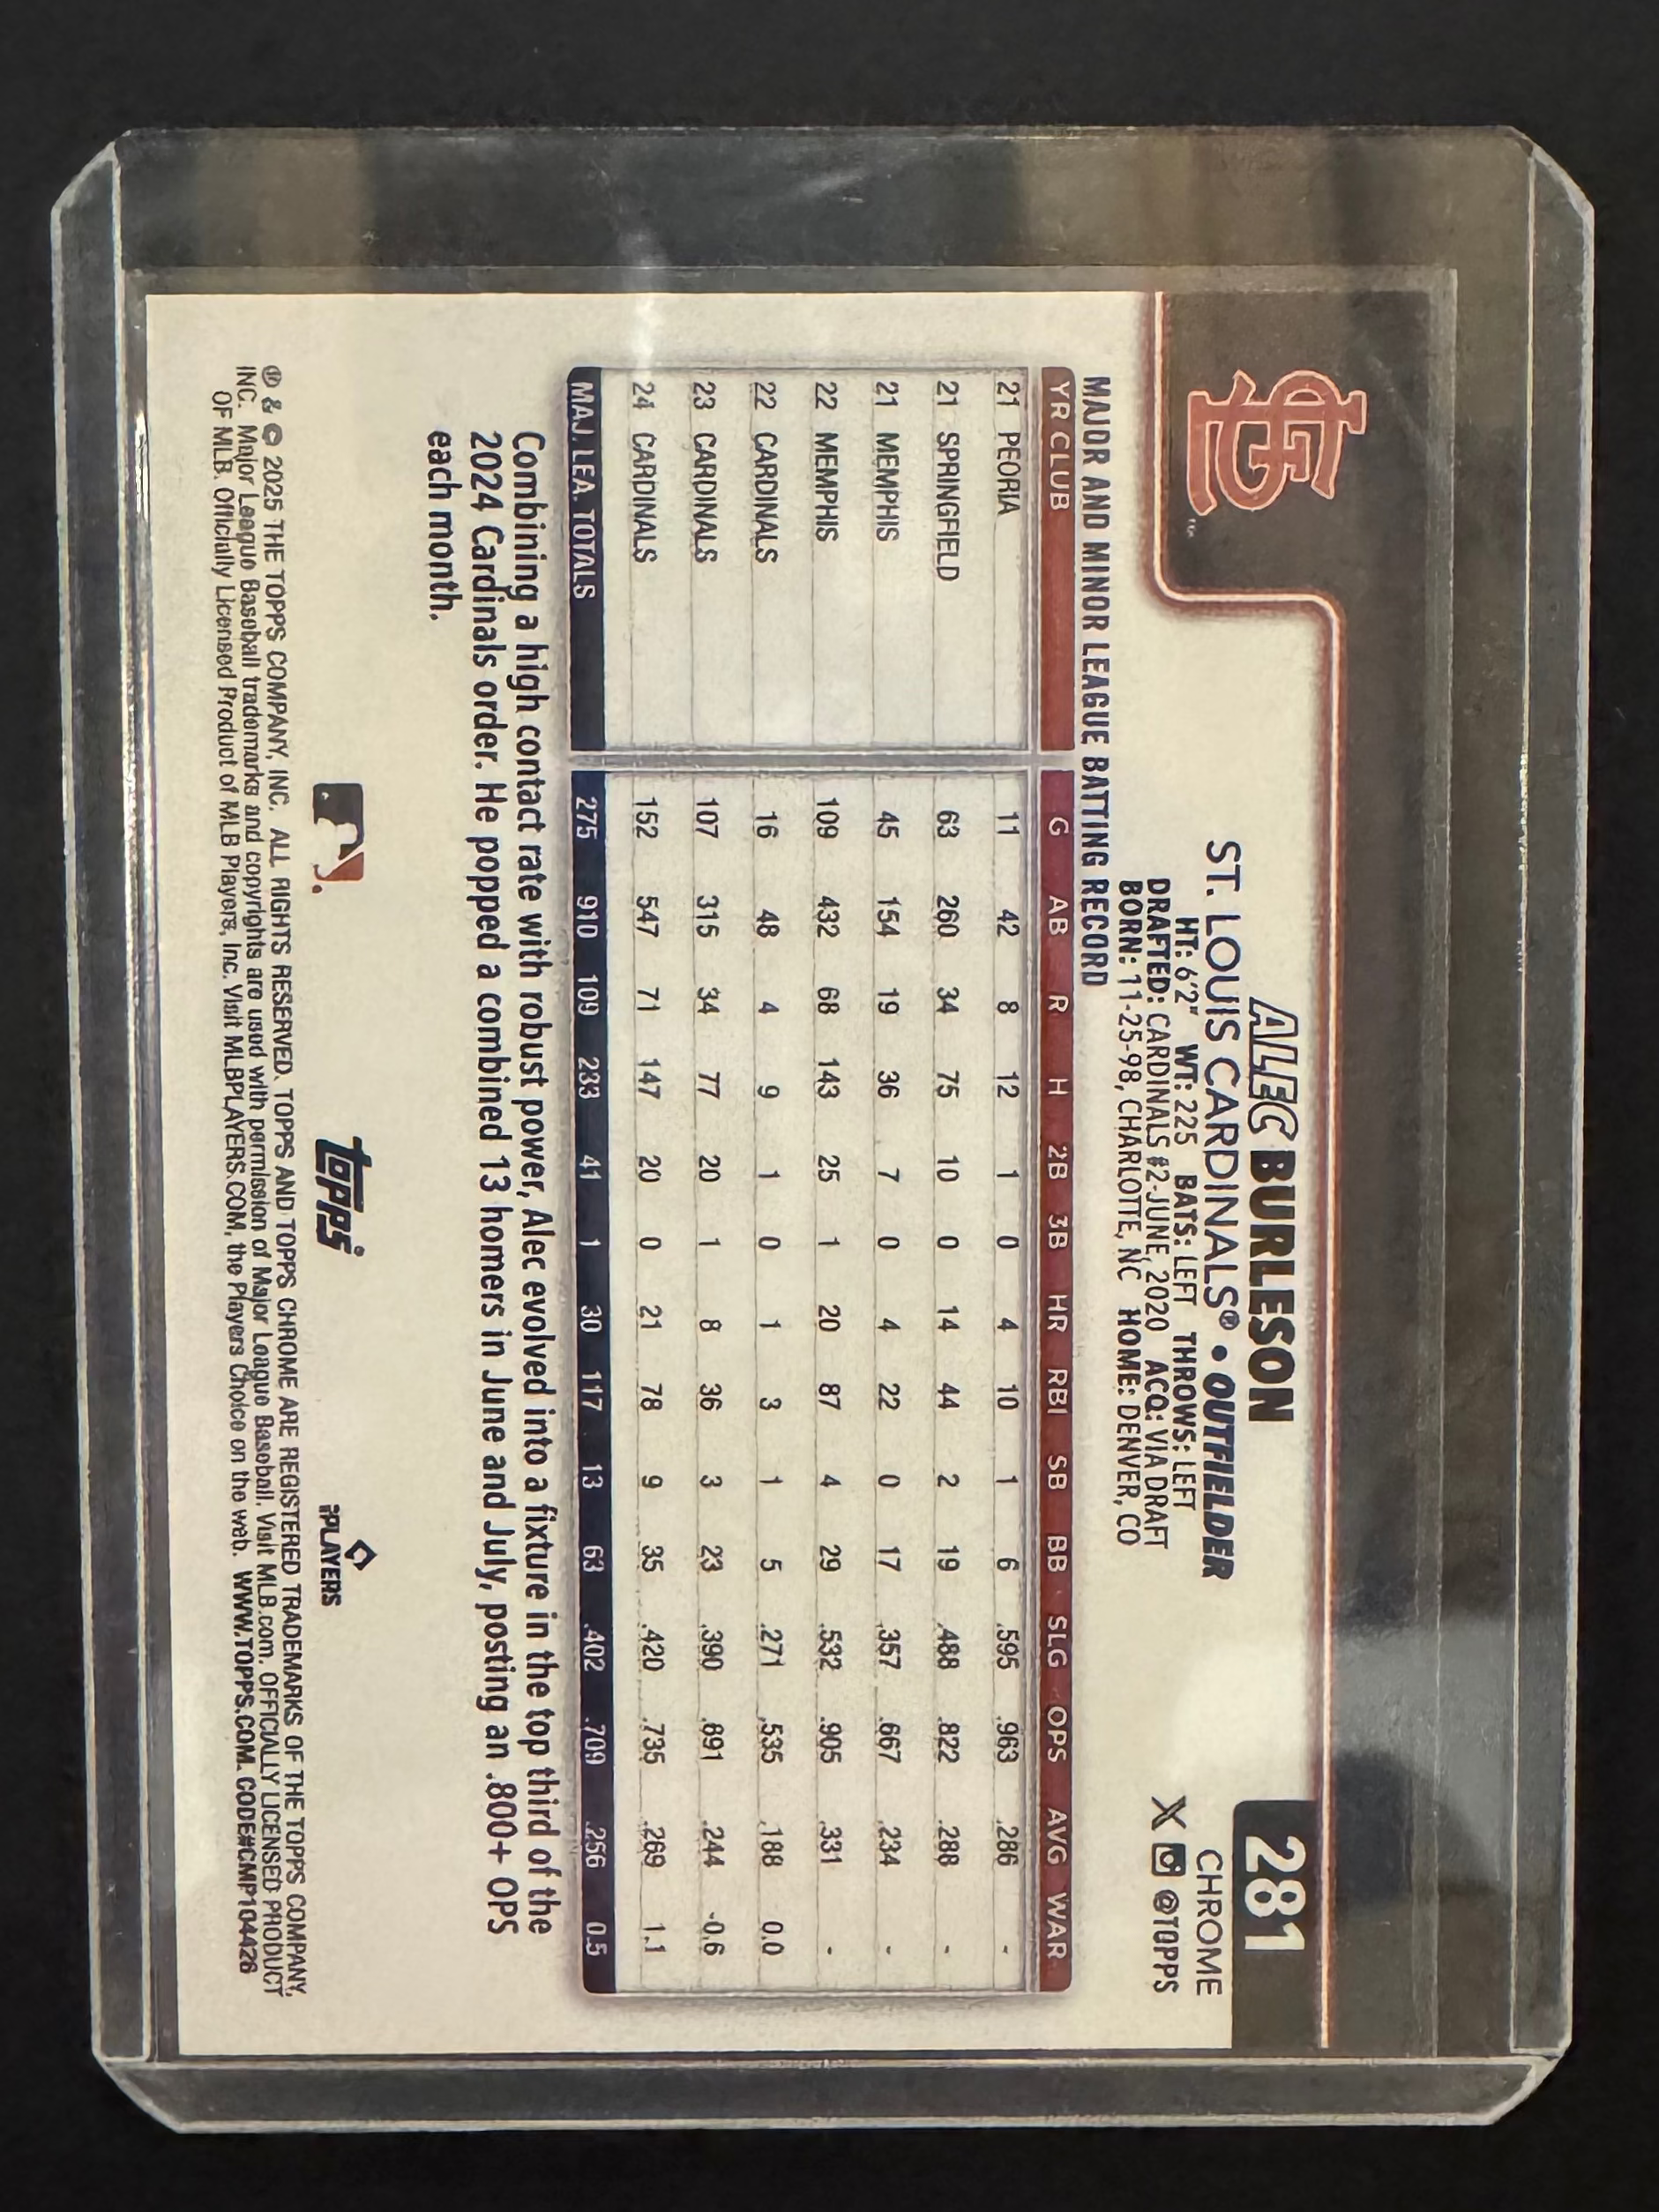 281
CHROME
ALEC BURLESON
ST. LOUIS CARDINALS® • OUTFIELDER
HT: 6'2" WT: 225 BATS: LEFT THROWS: LEFT
DRAFTED: CARDINALS #2-JUNE, 2020 ACQ: VIA DRAFT
BORN: 11-25-98, CHARLOTTE, NC HOME: DENVER, CO
X @TOPPS
STL
MAJOR AND MINOR LEAGUE BATTING RECORD
YR CLUB G AB R H 2B 3B HR RBI SB BB SLG OPS AVG WAR
21 PEORIA 11 42 8 12 1 0 4 10 1 6 .595 .963 .286 -
21 SPRINGFIELD 63 260 34 75 10 0 14 44 2 19 .488 .822 .288 -
21 MEMPHIS 45 154 19 36 7 0 4 22 0 17 .357 .667 .234 -
22 MEMPHIS 109 432 68 143 25 1 20 87 4 29 .532 .905 .331 -
22 CARDINALS 16 48 4 9 1 0 1 3 1 5 .271 .535 .188 0.0
23 CARDINALS 107 315 34 77 20 1 8 36 3 23 .390 .691 .244 -0.6
24 CARDINALS 152 547 71 147 20 0 21 78 9 35 .420 .735 .269 1.1
MAJ. LEA. TOTALS 275 910 109 233 41 1 30 117 13 63 .402 .709 .256 0.5
Combining a high contact rate with robust power, Alec evolved into a fixture in the top third of the
2024 Cardinals order. He popped a combined 13 homers in June and July, posting an .800+ OPS
each month.
topps
PLAYERS
® & © 2025 THE TOPPS COMPANY, INC. ALL RIGHTS RESERVED. TOPPS AND TOPPS CHROME ARE REGISTERED TRADEMARKS OF THE TOPPS COMPANY,
INC. Major League Baseball trademarks and copyrights are used with permission of Major League Baseball. Visit MLB.com. OFFICIALLY LICENSED PRODUCT
OF MLB. Officially Licensed Product of MLB Players, Inc. Visit MLBPLAYERS.COM, the Players Choice on the web. WWW.TOPPS.COM. CODE#CMP104426